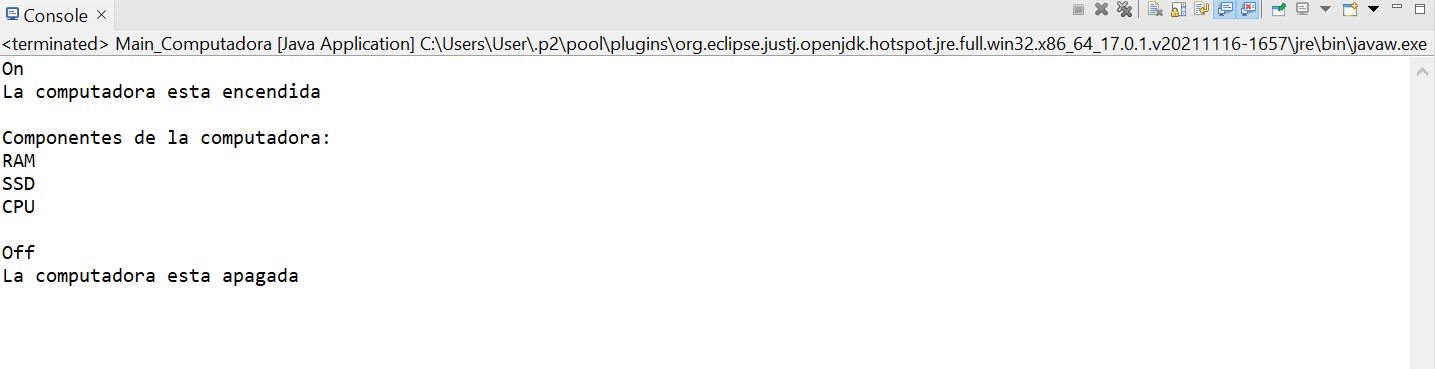 Console
<terminated> Main_Computadora [Java Application] C:\Users\User\.p2\pool\plugins\org.eclipse.justj.openjdk.hotspot.jre.full.win32.x86_64_17.0.1.v20211116-1657\jre\bin\javaw.exe
On
La computadora esta encendida
Componentes de la computadora:
RAM
SSD
CPU
Off
La computadora esta apagada